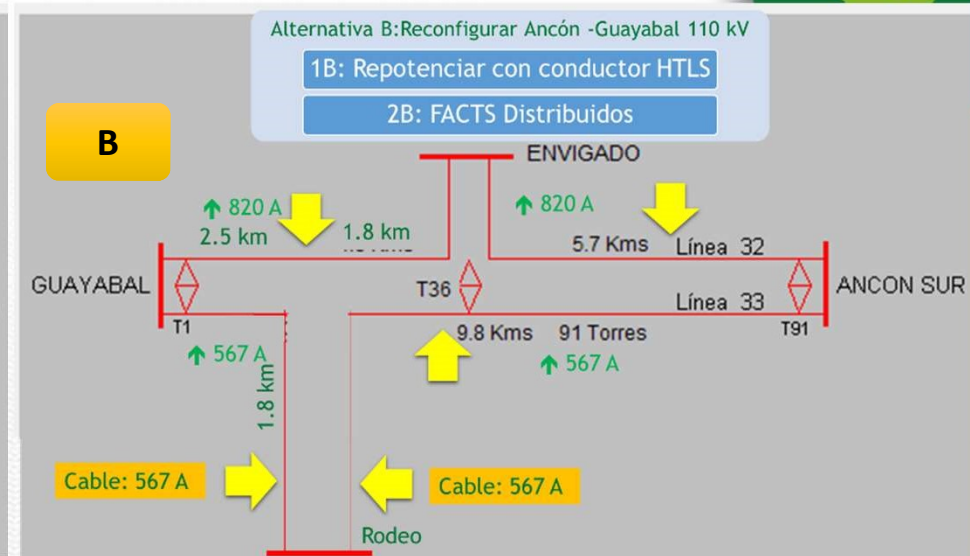 Alternativa B:Reconfigurar Ancón -Guayabal 110 kV
1B: Repotenciar con conductor HTLS
2B: FACTS Distribuidos
B
ENVIGADO
820 A
820 A
2.5 km
1.8 km
5.7 Kms
Línea 32
GUAYABAL
T36
ANCON SUR
Línea 33
T1
9.8 Kms
91 Torres
T91
567 A
567 A
1.8 km
Cable: 567 A
Cable: 567 A
Rodeo